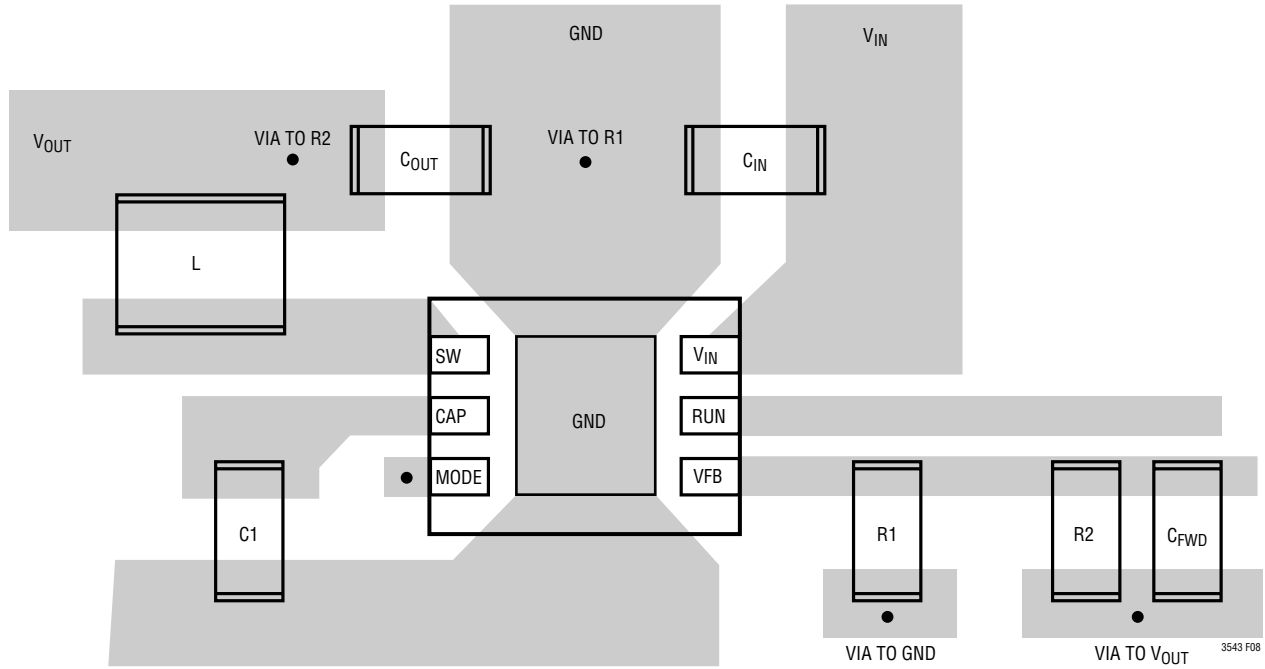 GND
VIN
VOUT
VIA TO R2
COUT
VIA TO R1
CIN
L
SW
VIN
CAP
GND
RUN
MODE
VFB
C1
R1
R2
CFWD
VIA TO GND
VIA TO VOUT
3543 F08